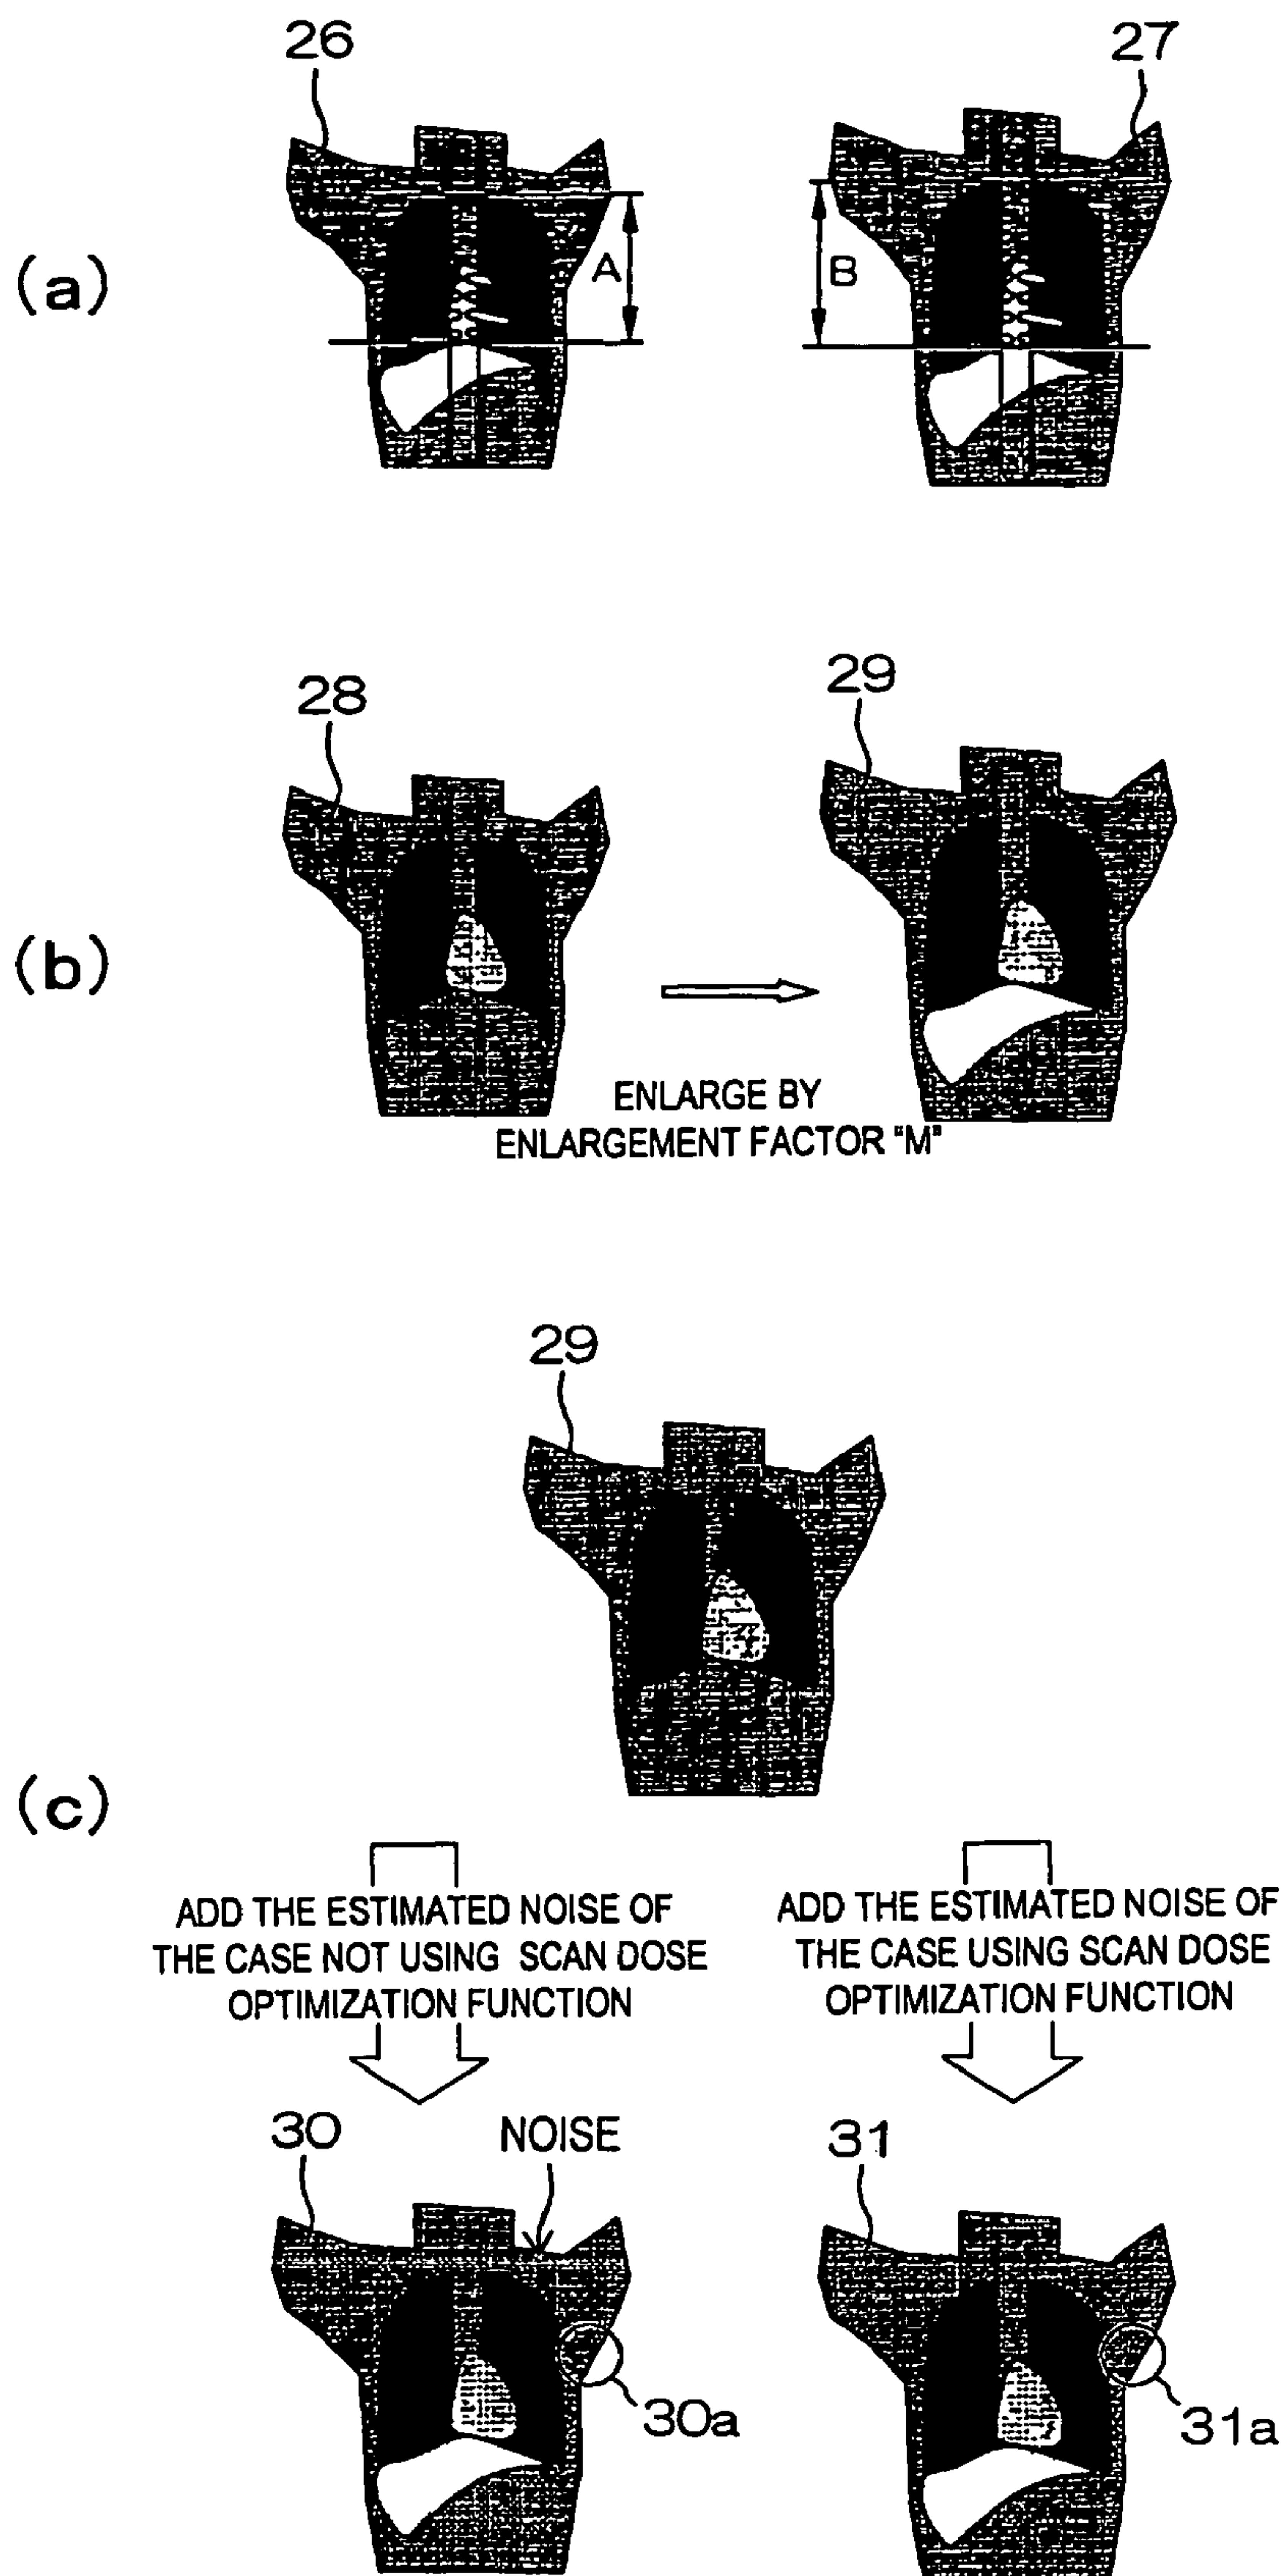 26
27
(a)
A
B
28
29
(b)
ENLARGE BY
ENLARGEMENT FACTOR "M"
29
(c)
ADD THE ESTIMATED NOISE OF
THE CASE NOT USING SCAN DOSE
OPTIMIZATION FUNCTION
ADD THE ESTIMATED NOISE OF
THE CASE USING SCAN DOSE
OPTIMIZATION FUNCTION
30
NOISE
31
30a
31a